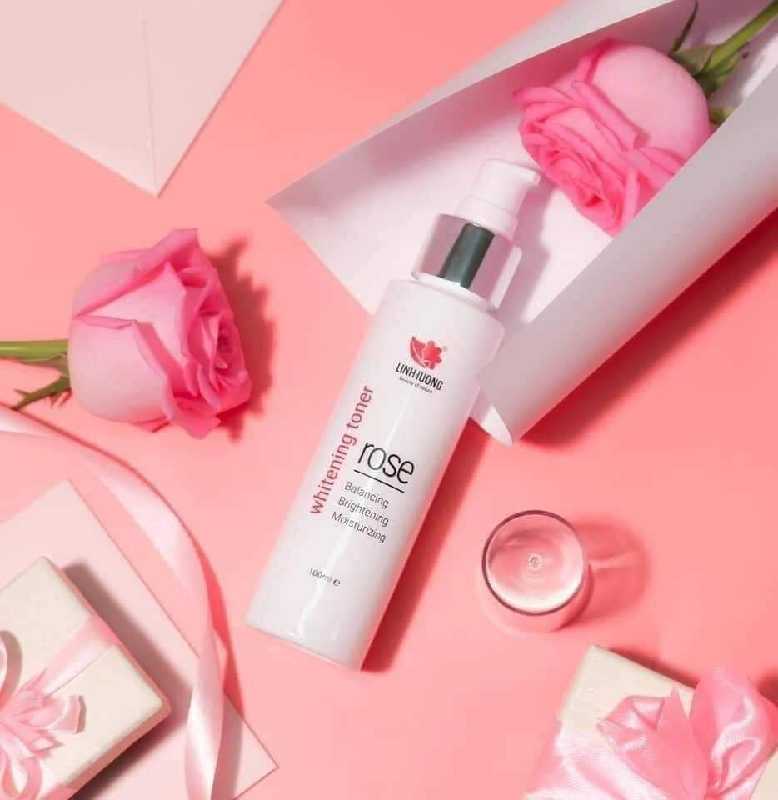 LINH HUONG
whitening toner
rose
Balancing
Brightening
Moisturizing
100ml e